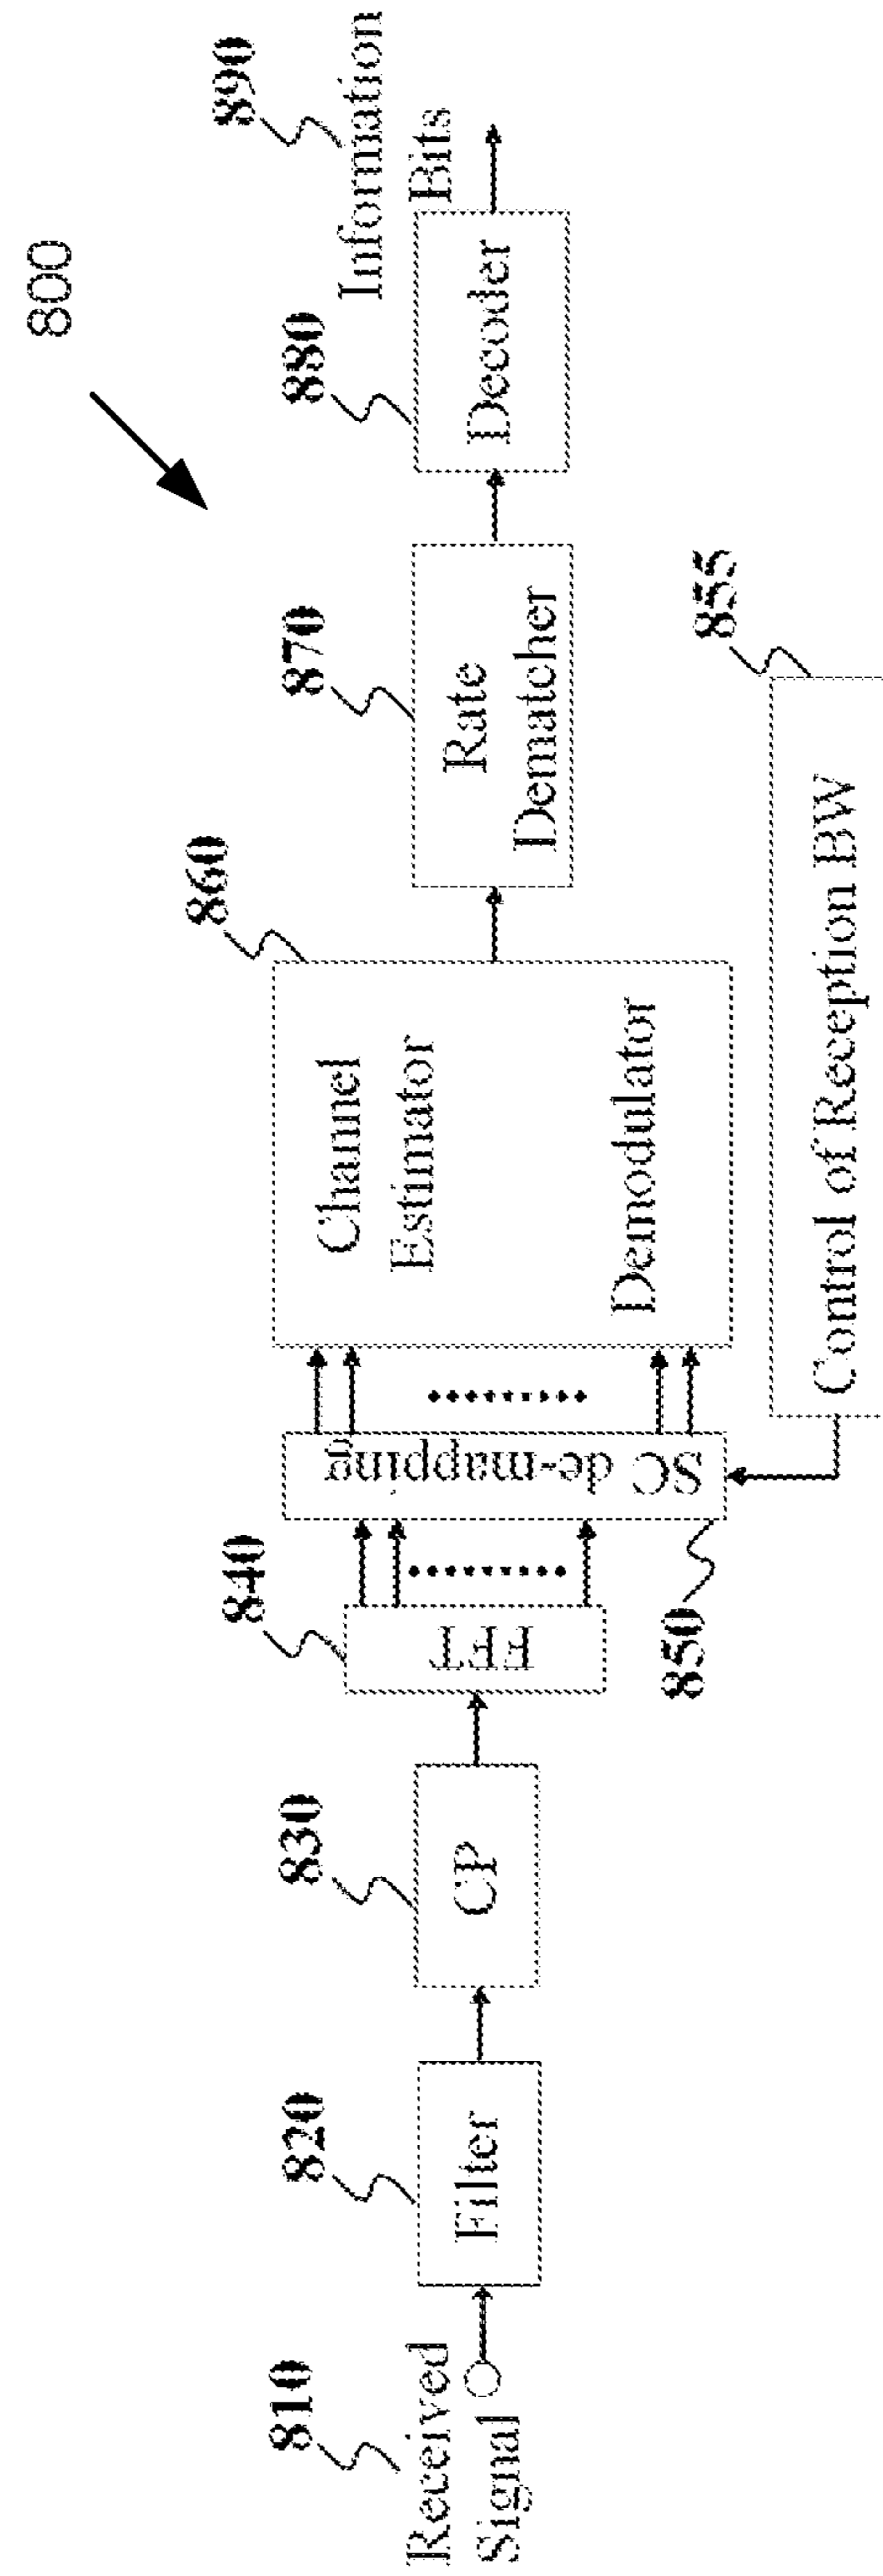 800
810
Received
Signal
820
Filter
830
CP
840
FFT
850
SC de-mapping
860
Channel
Estimator
Demodulator
855
Control of Reception BW
870
Rate
Dematcher
880
Decoder
890
Information
Bits